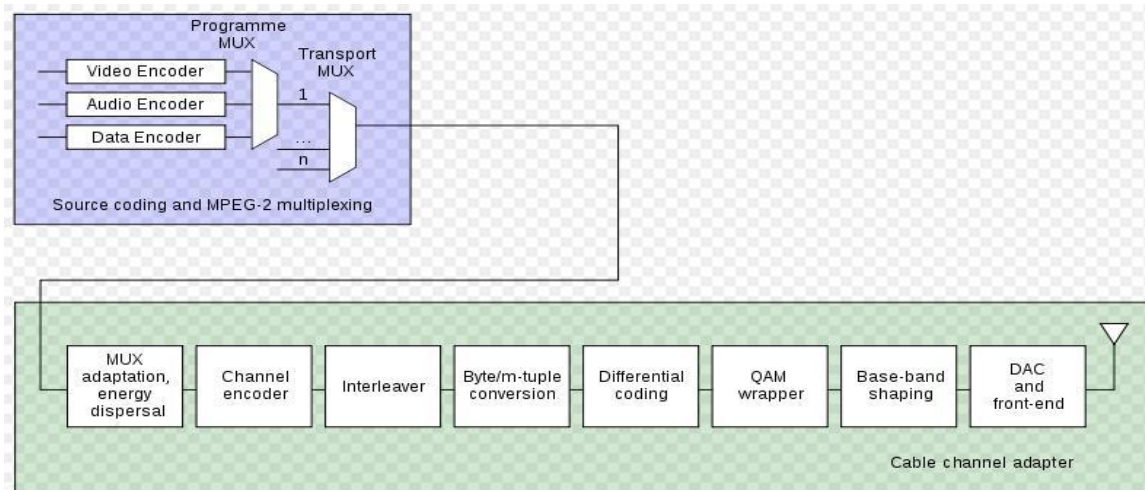 Programme
MUX
Transport
MUX
Video Encoder
Audio Encoder
Data Encoder
1
...
n
Source coding and MPEG-2 multiplexing
MUX
adaptation,
energy
dispersal
Channel
encoder
Interleaver
Byte/m-tuple
conversion
Differential
coding
QAM
wrapper
Base-band
shaping
DAC
and
front-end
Cable channel adapter